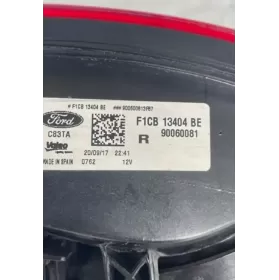 # F1CB 13404 BE
Ford
C83TA
Valeo
MADE IN SPAIN
20/09/17 22:41
0762 12V
F1CB 13404 BE
R 90060081